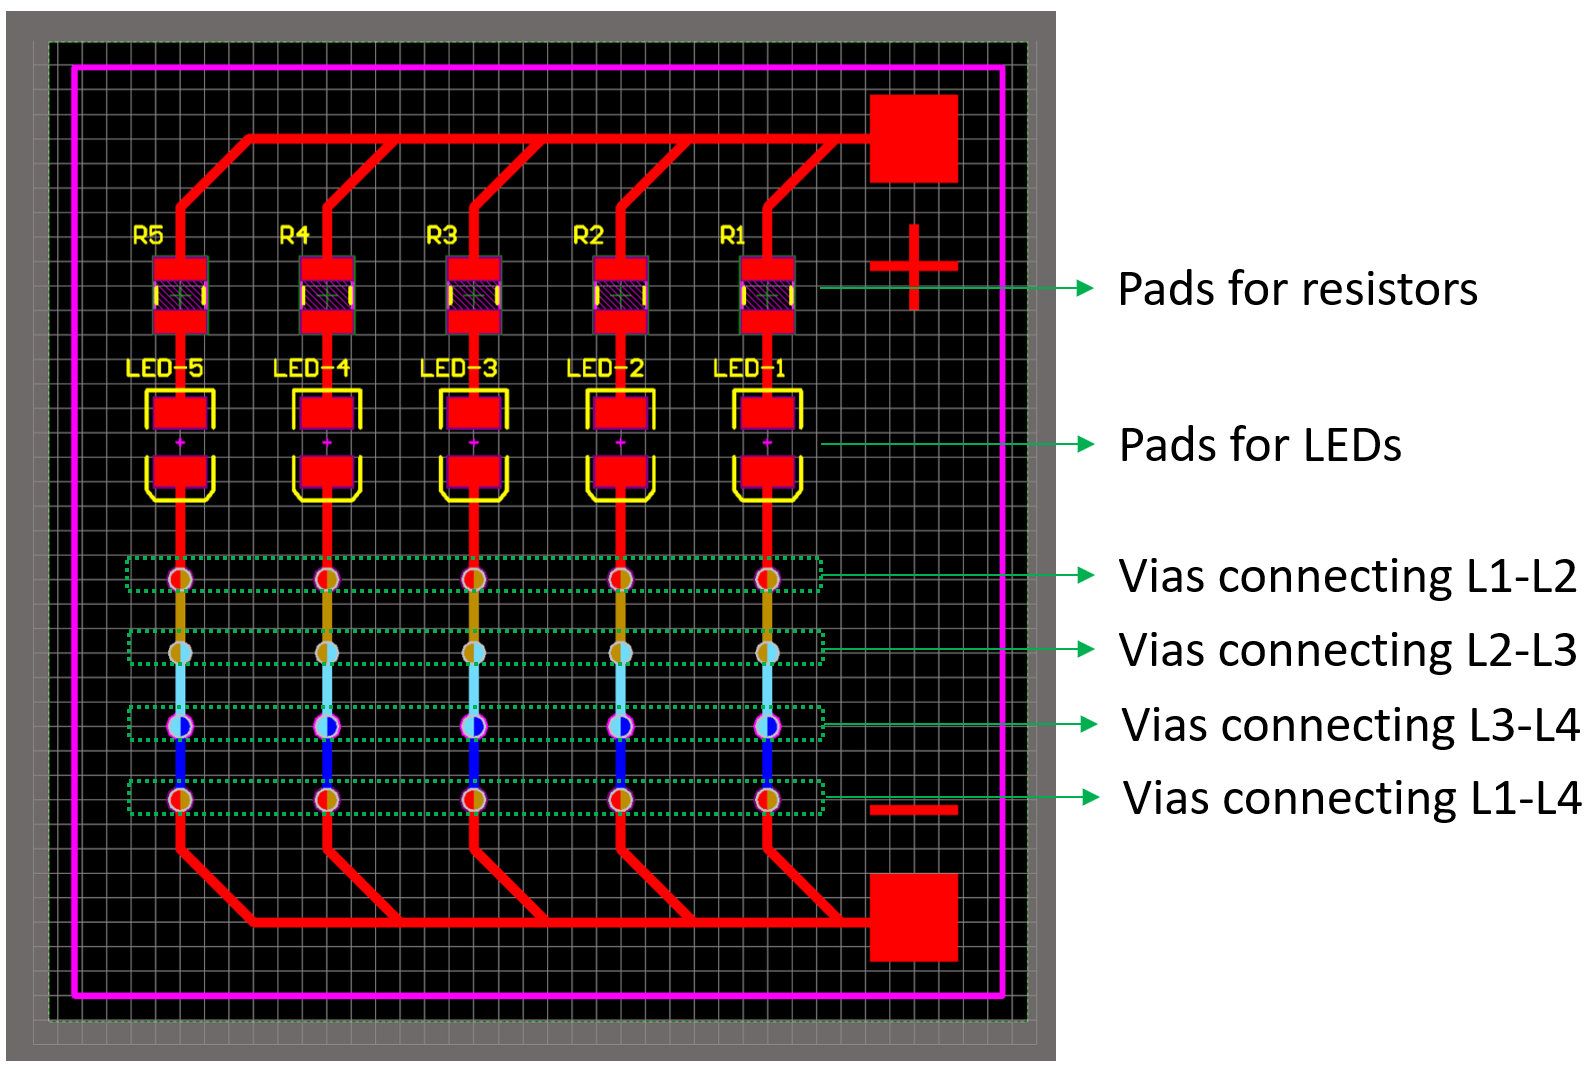 R5 R4 R3 R2 R1
Pads for resistors
LED-5 LED-4 LED-3 LED-2 LED-1
Pads for LEDs
Vias connecting L1-L2
Vias connecting L2-L3
Vias connecting L3-L4
Vias connecting L1-L4